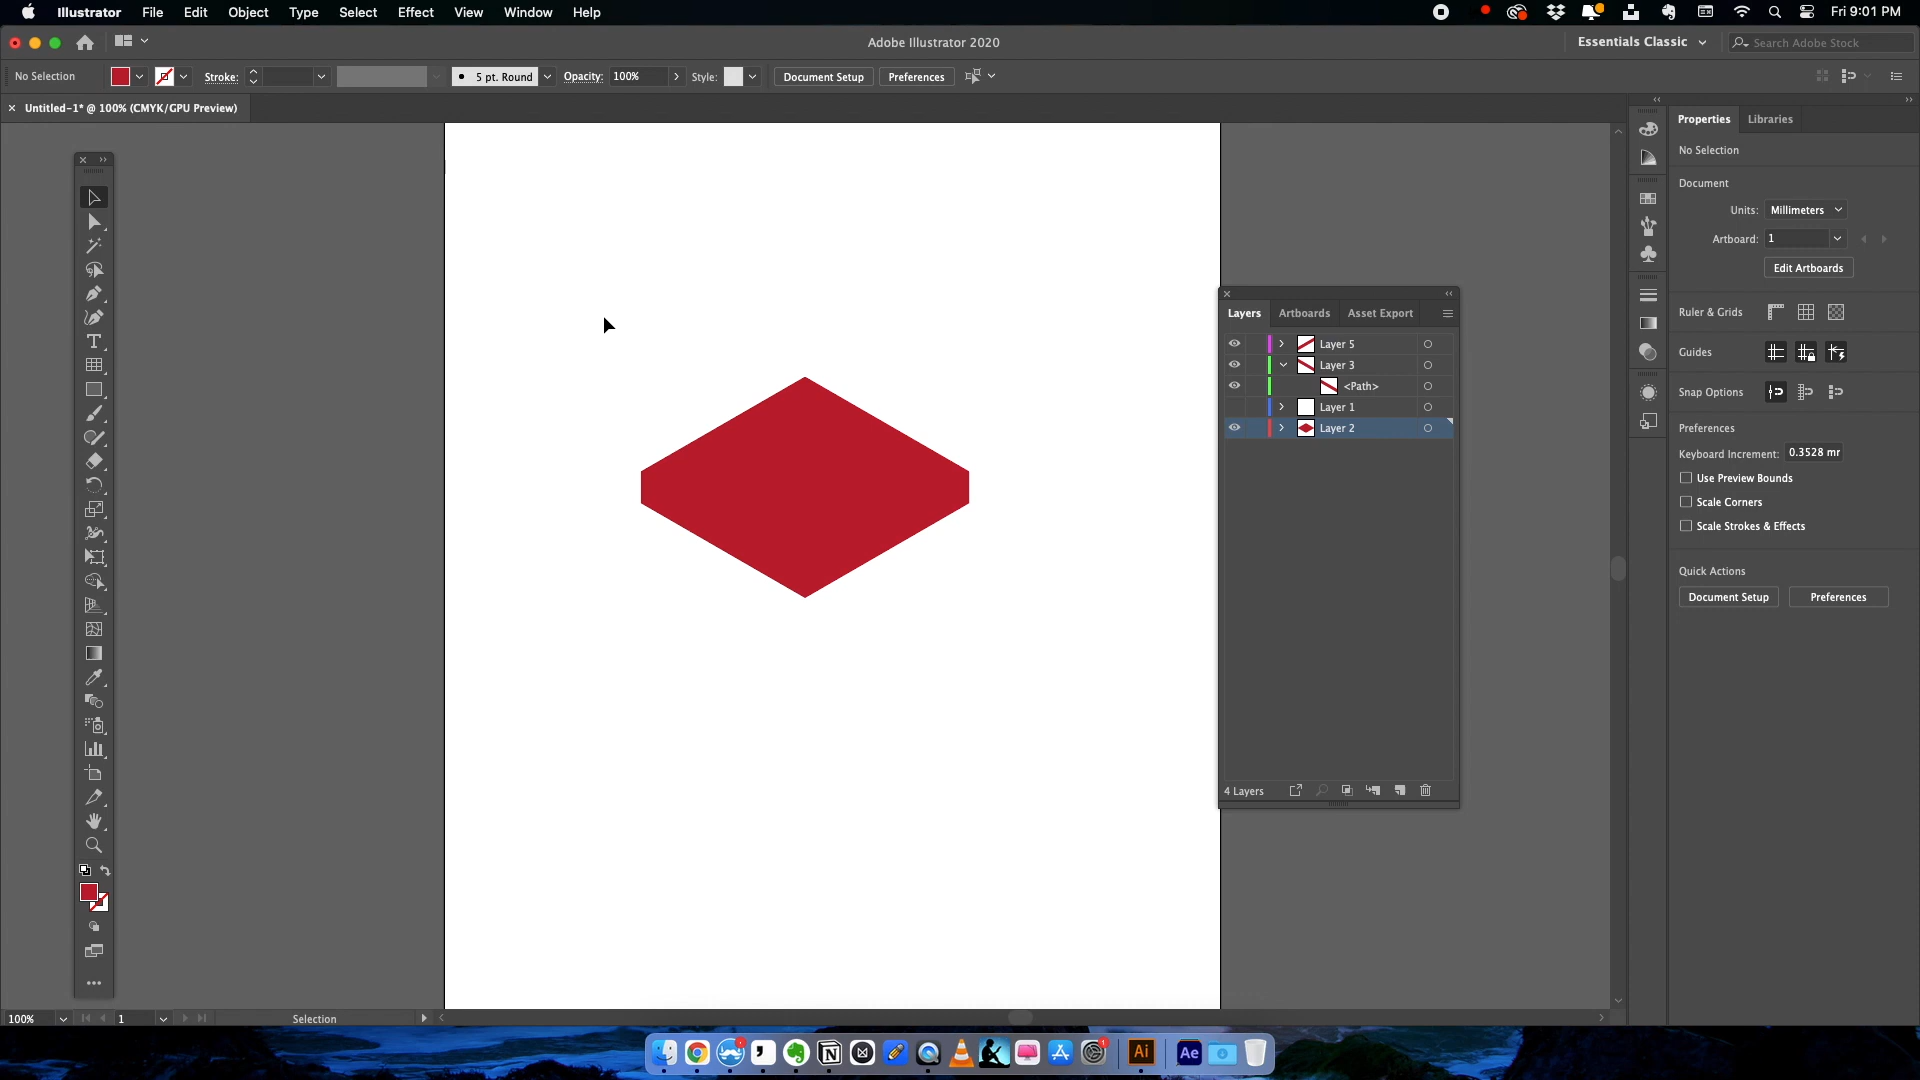 Illustrator File Edit Object Type Select Effect View Window Help
Fri 9:01 PM
Adobe Illustrator 2020
Essentials Classic
Search Adobe Stock
No Selection
Stroke:
5 pt. Round
Opacity: 100%
Style:
Document Setup
Preferences
Untitled-1* @ 100% (CMYK/GPU Preview)
Properties
Libraries
No Selection
Document
Units: Millimeters
Artboard: 1
Edit Artboards
Ruler & Grids
Guides
Snap Options
Preferences
Keyboard Increment: 0.3528 mr
Use Preview Bounds
Scale Corners
Scale Strokes & Effects
Quick Actions
Document Setup
Preferences
Layers
Artboards
Asset Export
Layer 5
Layer 3
<Path>
Layer 1
Layer 2
4 Layers
T
100%
1
Selection
Ai
Ae